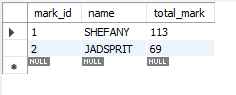 mark_id name total_mark
1 SHEFANY 113
2 JADSPRIT 69
NULL NULL NULL